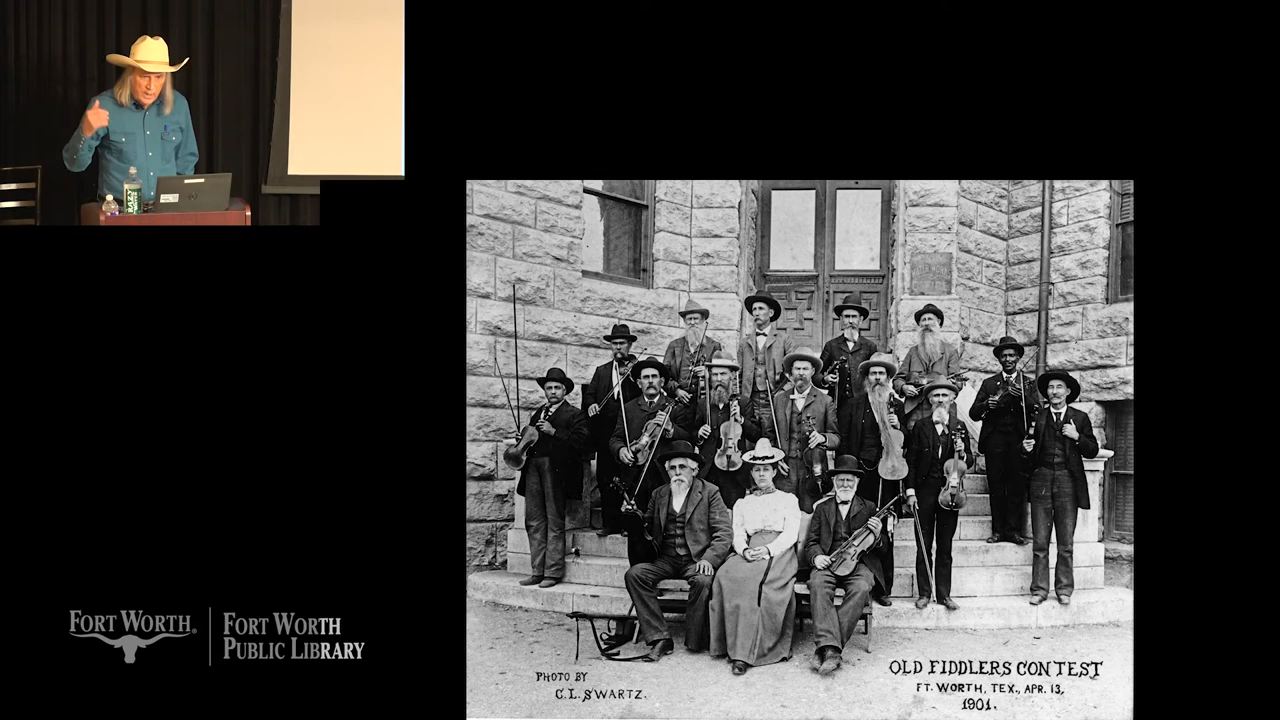 FORT WORTH®
FORT WORTH
PUBLIC LIBRARY
PHOTO BY
C.L. SWARTZ.
OLD FIDDLERS CONTEST
FT. WORTH, TEX., APR. 13,
1901.